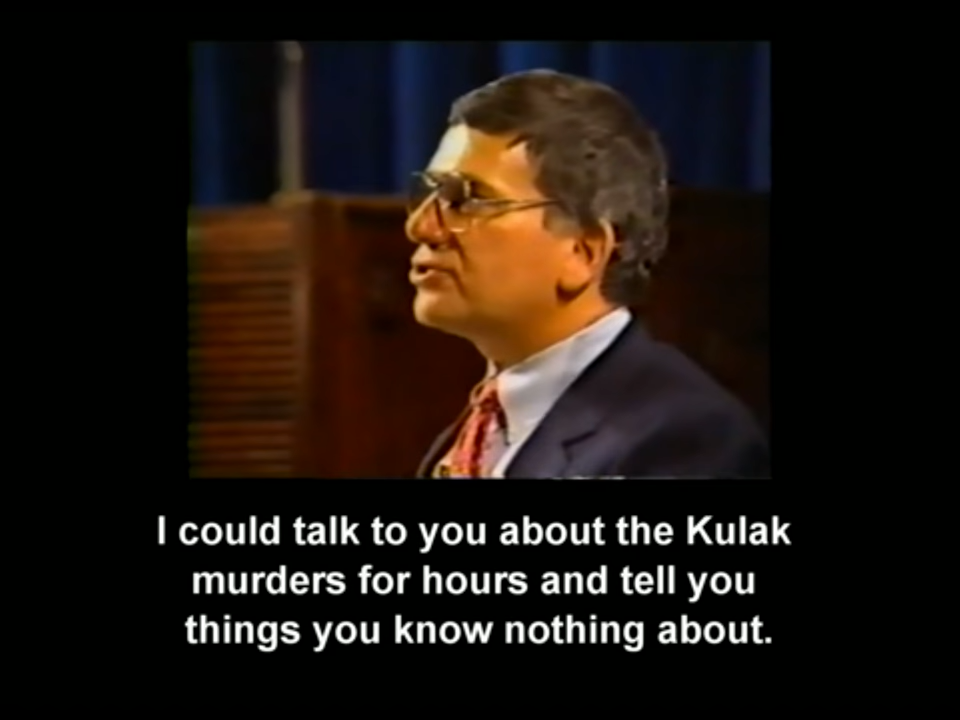 I could talk to you about the Kulak
murders for hours and tell you
things you know nothing about.